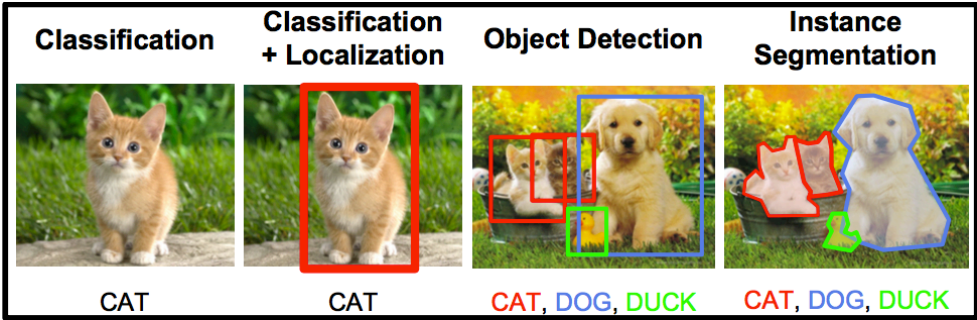 Classification
Classification
+ Localization
Object Detection
Instance
Segmentation
CAT
CAT
CAT, DOG, DUCK
CAT, DOG, DUCK